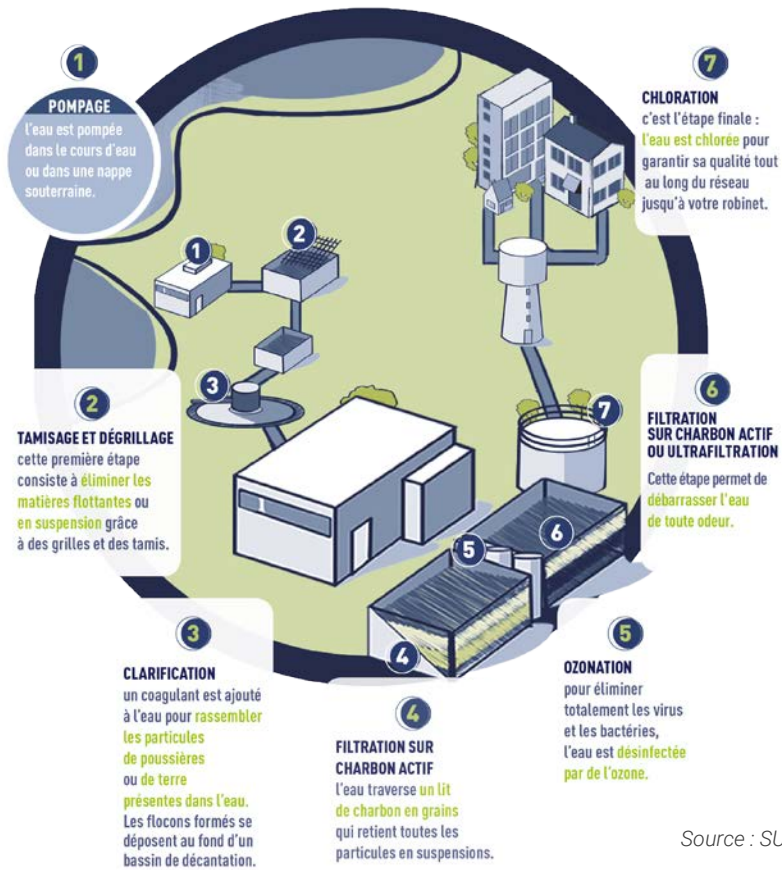 1
POMPAGE
l'eau est pompée
dans le cours d'eau
ou dans une nappe
souterraine.
7
CHLORATION
c'est l'étape finale :
l'eau est chlorée pour
garantir sa qualité tout
au long du réseau
jusqu'à votre robinet.
1
2
3
7
6
5
4
2
TAMISAGE ET DÉGRILLAGE
cette première étape
consiste à éliminer les
matières flottantes ou
en suspension grâce
à des grilles et des tamis.
6
FILTRATION
SUR CHARBON ACTIF
OU ULTRAFILTRATION
Cette étape permet de
débarrasser l'eau
de toute odeur.
3
CLARIFICATION
un coagulant est ajouté
à l'eau pour rassembler
les particules
de poussières
ou de terre
présentes dans l'eau.
Les flocons formés se
déposent au fond d'un
bassin de décantation.
4
FILTRATION SUR
CHARBON ACTIF
l'eau traverse un lit
de charbon en grains
qui retient toutes les
particules en suspensions.
5
OZONATION
pour éliminer
totalement les virus
et les bactéries,
l'eau est désinfectée
par de l'ozone.
Source : SU